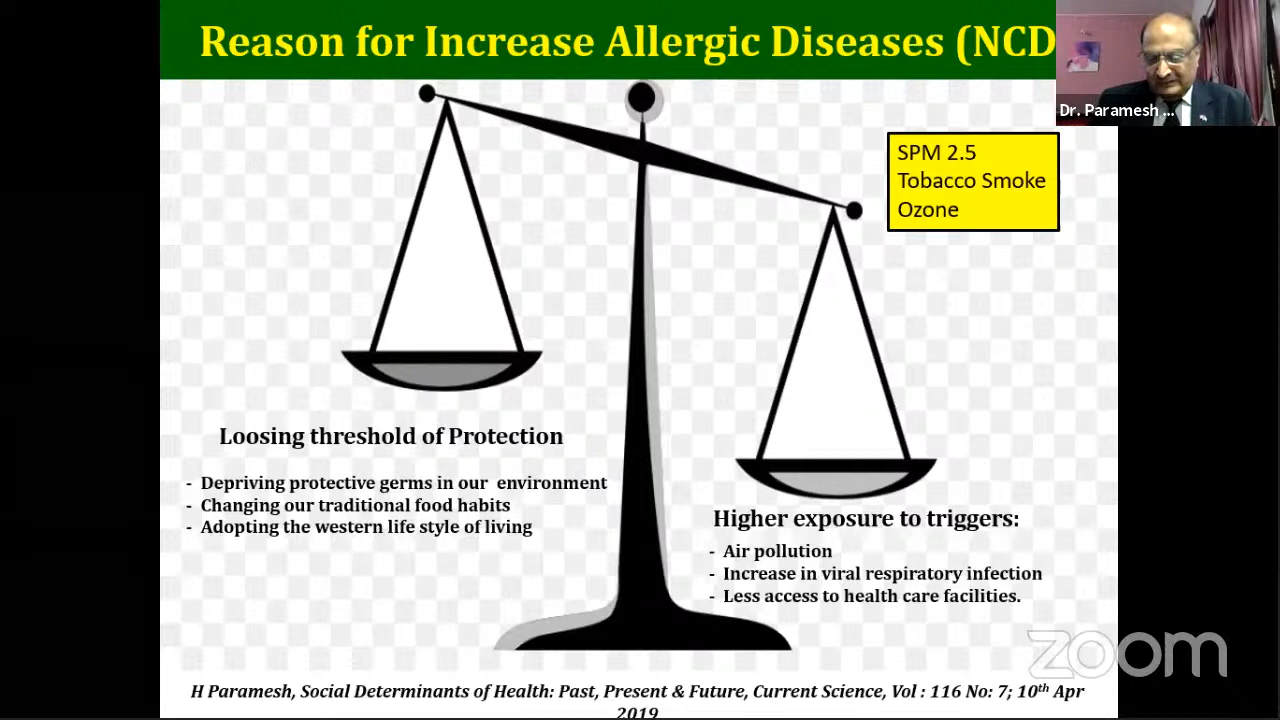 Reason for Increase Allergic Diseases (NCD
Dr. Paramesh ...
SPM 2.5
Tobacco Smoke
Ozone
Loosing threshold of Protection
- Depriving protective germs in our environment
- Changing our traditional food habits
- Adopting the western life style of living
Higher exposure to triggers:
- Air pollution
- Increase in viral respiratory infection
- Less access to health care facilities.
zoom
H Paramesh, Social Determinants of Health: Past, Present & Future, Current Science, Vol : 116 No: 7; 10th Apr
2019